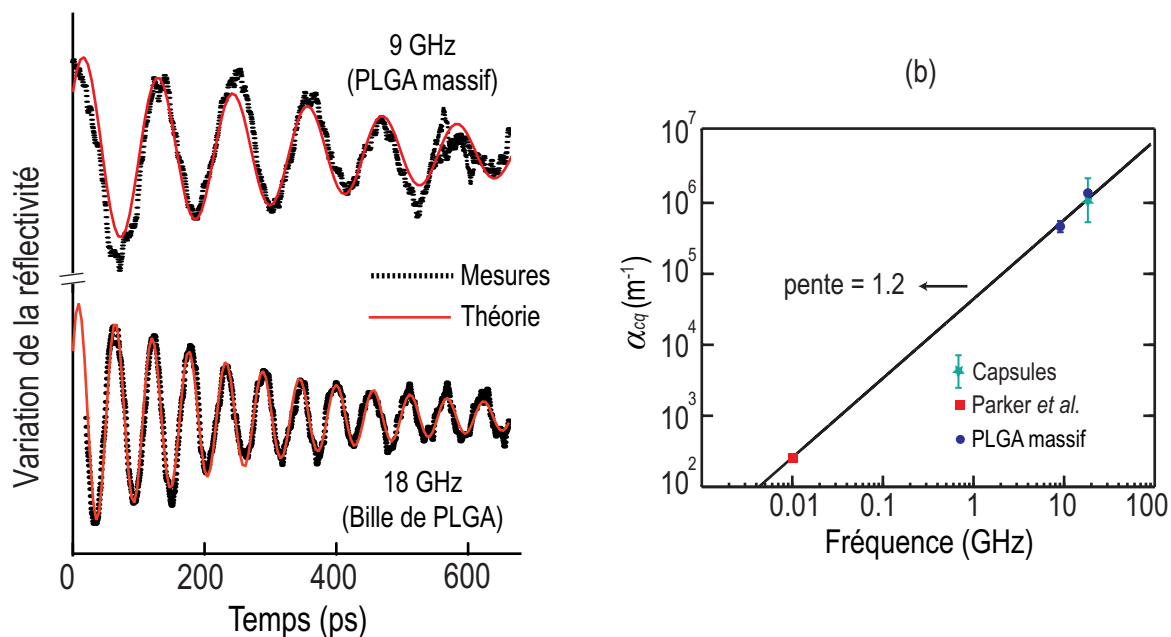 9 GHz
(PLGA massif)
Variation de la réflectivité
Mesures
Théorie
18 GHz
(Bille de PLGA)
0 200 400 600
Temps (ps)
(b)
α_cq (m⁻¹)
10⁷
10⁶
10⁵
10⁴
10³
10²
pente = 1.2
Capsules
Parker et al.
PLGA massif
0.01 0.1 1 10 100
Fréquence (GHz)